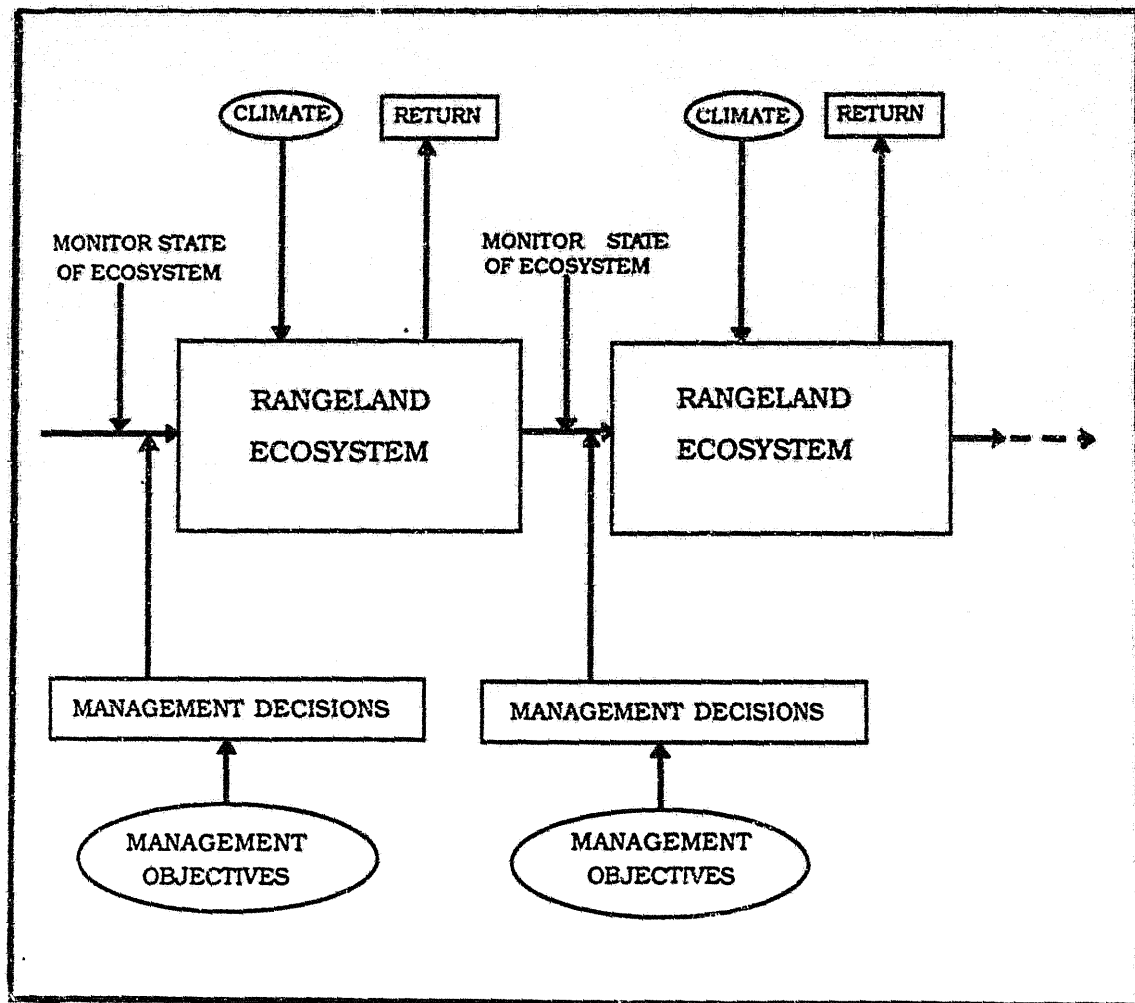 CLIMATE
RETURN
CLIMATE
RETURN
MONITOR STATE
OF ECOSYSTEM
MONITOR STATE
OF ECOSYSTEM
RANGELAND
ECOSYSTEM
RANGELAND
ECOSYSTEM
MANAGEMENT DECISIONS
MANAGEMENT DECISIONS
MANAGEMENT
OBJECTIVES
MANAGEMENT
OBJECTIVES